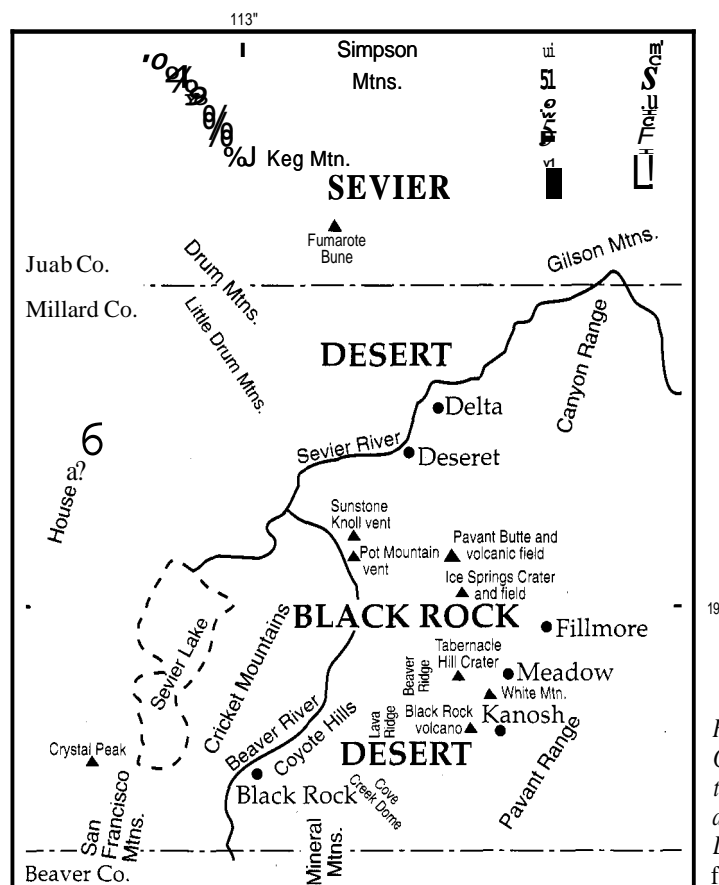 113"
Simpson
Mtns.
Keg Mtn.
SEVIER
Fumarote
Bune
Juab Co.
Drum Mtns.
Gilson Mtns.
Millard Co.
Little Drum Mtns.
DESERT
Canyon Range
Delta
Sevier River
Deseret
House
6
a?
Sunstone
Knoll vent
Pot Mountain
vent
Pavant Butte and
volcanic field
Ice Springs Crater
and field
BLACK ROCK
19
Fillmore
Sevier Lake
Cricket Mountains
Tabernacle
Hill Crater
Beaver
Ridge
Meadow
White Mtn.
Beaver River
Coyote Hills
Lava
Ridge
Black Rock
volcano
Kanosh
Crystal Peak
DESERT
Pavant Range
Black Rock
Cove
Creek Dome
San
Francisco
Mtns.
Mineral
Mtns.
Beaver Co.